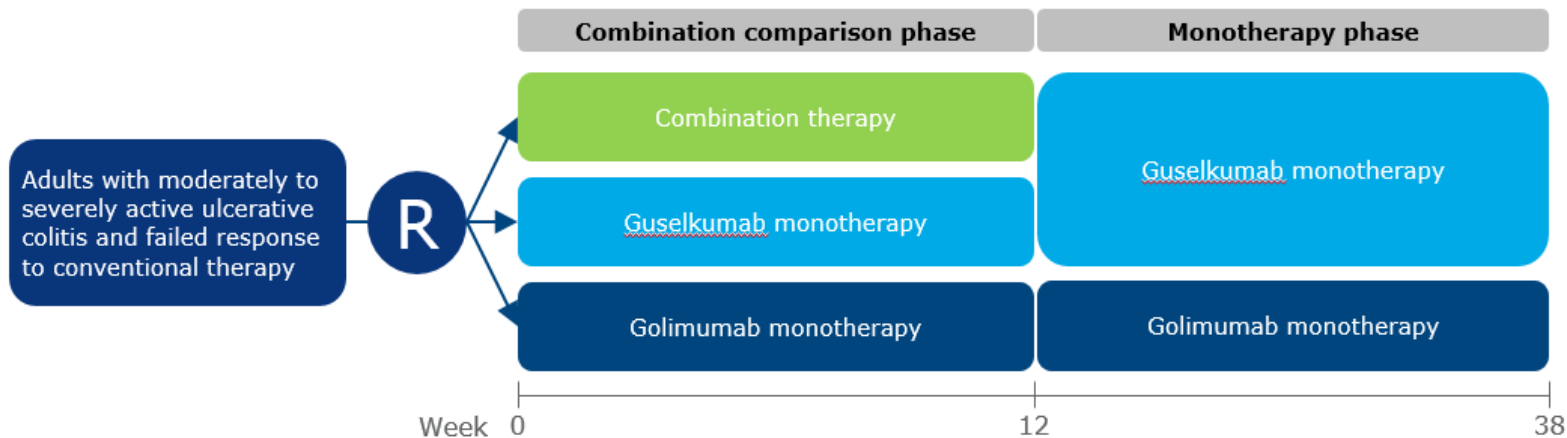 Combination comparison phase
Monotherapy phase
Combination therapy
Guselkumab monotherapy
Adults with moderately to
severely active ulcerative
colitis and failed response
to conventional therapy
R
Guselkumab monotherapy
Golimumab monotherapy
Golimumab monotherapy
Week 0 12 38